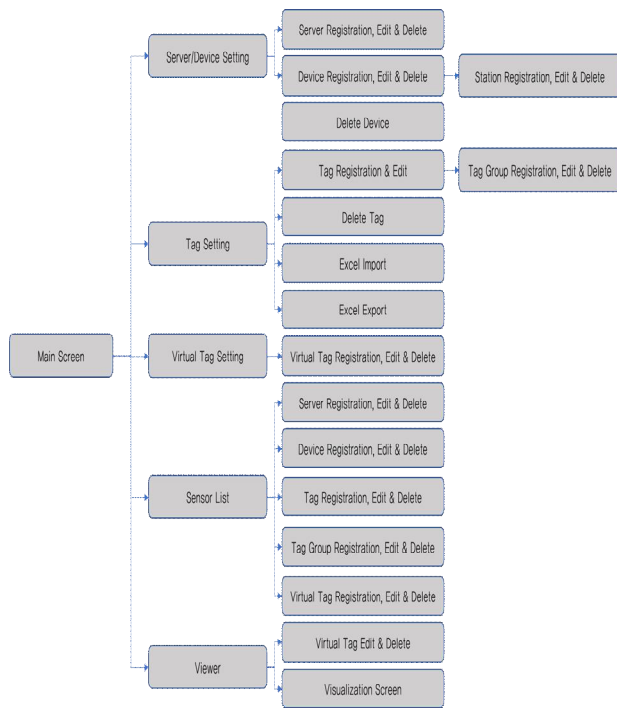 Server Registration, Edit & Delete
Server/Device Setting
Device Registration, Edit & Delete
Station Registration, Edit & Delete
Delete Device
Tag Registration & Edit
Tag Group Registration, Edit & Delete
Delete Tag
Tag Setting
Excel Import
Excel Export
Main Screen
Virtual Tag Setting
Virtual Tag Registration, Edit & Delete
Server Registration, Edit & Delete
Device Registration, Edit & Delete
Sensor List
Tag Registration, Edit & Delete
Tag Group Registration, Edit & Delete
Virtual Tag Registration, Edit & Delete
Virtual Tag Edit & Delete
Viewer
Visualization Screen